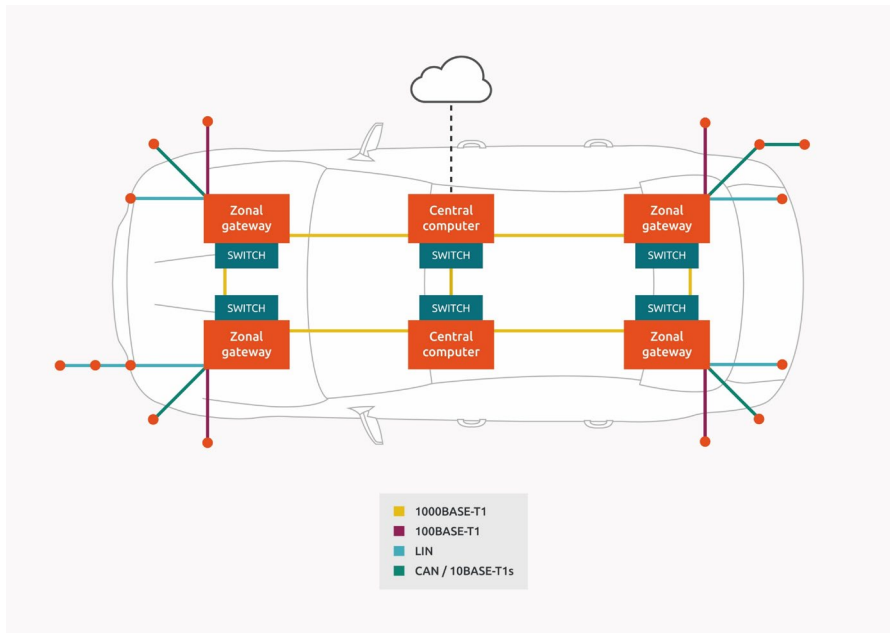 Zonal
gateway
Central
computer
Zonal
gateway
SWITCH
SWITCH
SWITCH
SWITCH
SWITCH
SWITCH
Zonal
gateway
Central
computer
Zonal
gateway
1000BASE-T1
100BASE-T1
LIN
CAN / 10BASE-T1s